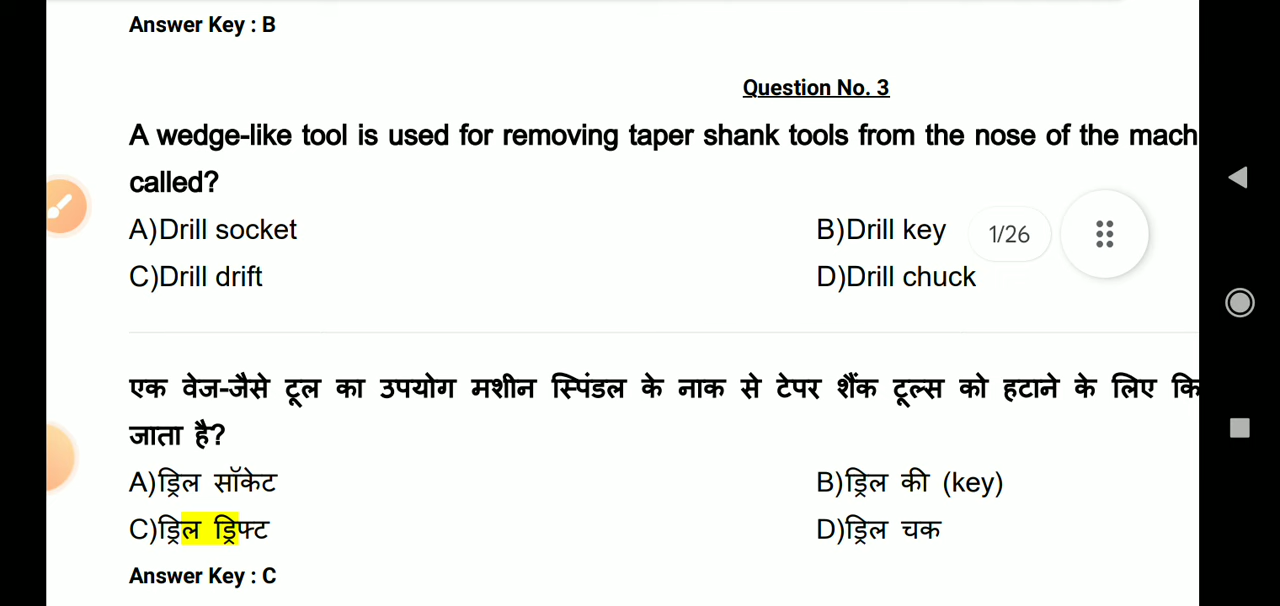 Answer Key : B
Question No. 3
A wedge-like tool is used for removing taper shank tools from the nose of the mach
called?
A)Drill socket B)Drill key 1/26
C)Drill drift D)Drill chuck
एक वेज-जैसे टूल का उपयोग मशीन स्पिंडल के नाक से टेपर शैंक टूल्स को हटाने के लिए कि
जाता है?
A)ड्रिल सॉकेट B)ड्रिल की (key)
C)ड्रिल ड्रिफ्ट D)ड्रिल चक
Answer Key : C